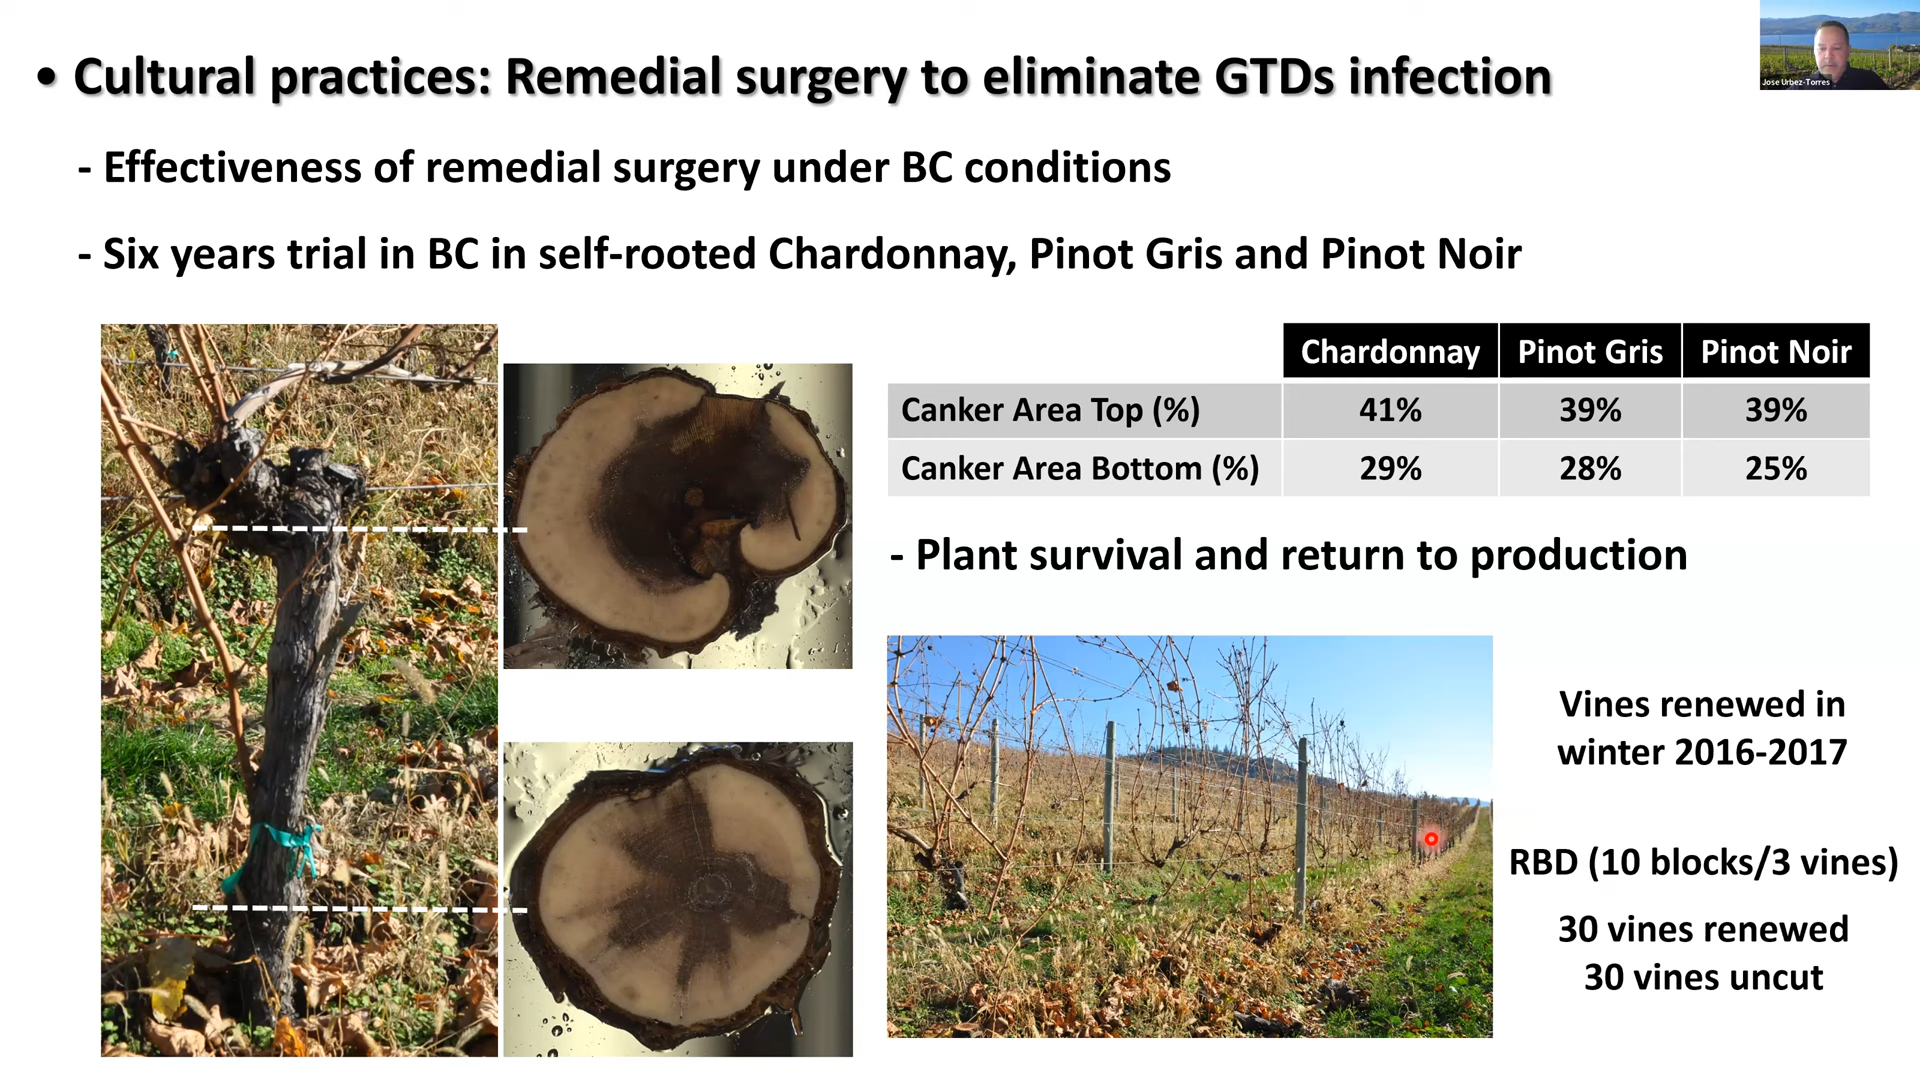 • Cultural practices: Remedial surgery to eliminate GTDs infection
Jose Urbez-Torres
- Effectiveness of remedial surgery under BC conditions
- Six years trial in BC in self-rooted Chardonnay, Pinot Gris and Pinot Noir
Chardonnay Pinot Gris Pinot Noir
Canker Area Top (%) 41% 39% 39%
Canker Area Bottom (%) 29% 28% 25%
- Plant survival and return to production
Vines renewed in
winter 2016-2017
RBD (10 blocks/3 vines)
30 vines renewed
30 vines uncut